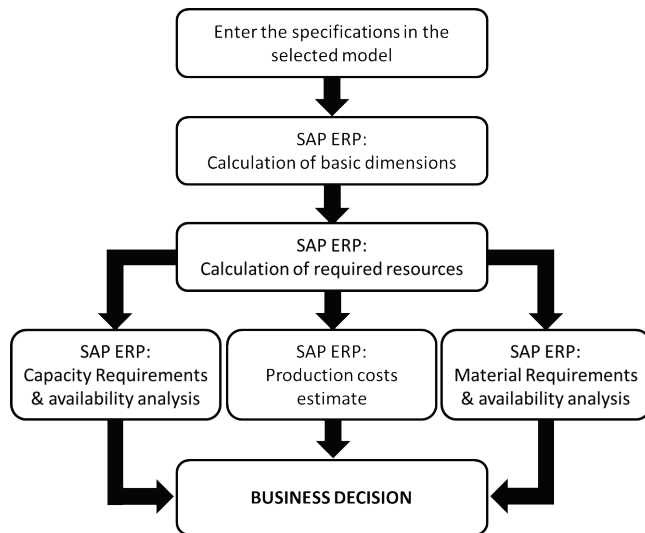 Enter the specifications in the
selected model
SAP ERP:
Calculation of basic dimensions
SAP ERP:
Calculation of required resources
SAP ERP:
Capacity Requirements
& availability analysis
SAP ERP:
Production costs
estimate
SAP ERP:
Material Requirements
& availability analysis
BUSINESS DECISION